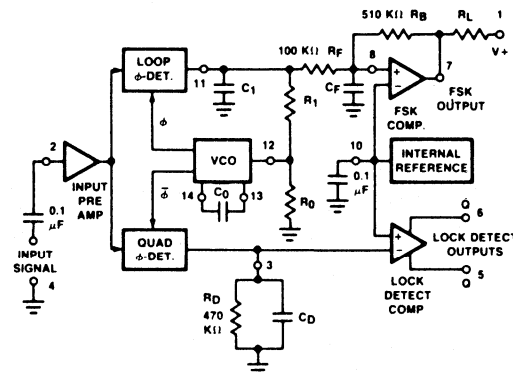 510 KΩ RB
RL
1
V+
100 KΩ RF
8
7
LOOP
ϕ-DET.
11
C1
CF
R1
FSK
COMP.
FSK
OUTPUT
ϕ
2
VCO
12
10
INTERNAL
REFERENCE
INPUT
PRE
AMP
ϕ̅
14
C0
13
R0
0.1
μF
0.1
μF
QUAD
ϕ-DET.
Q
6
LOCK DETECT
OUTPUTS
5
Q
INPUT
SIGNAL
4
3
LOCK
DETECT
COMP
RD
470
KΩ
CD